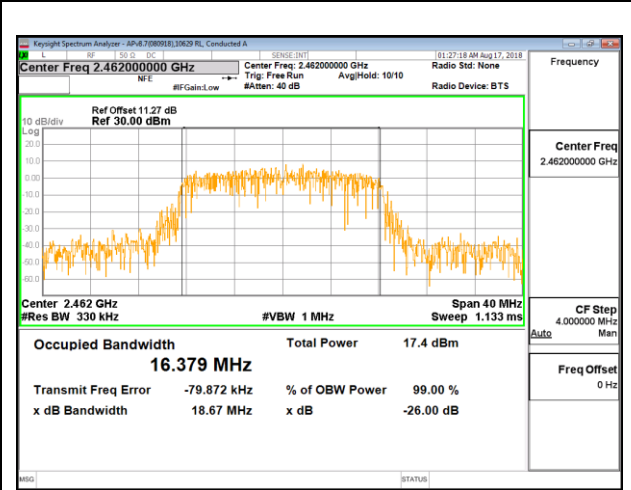 Keysight Spectrum Analyzer - APv8.7(080918),10629 RL, Conducted A
L RF 50 Ω DC SENSE:INT 01:27:18 AM Aug 17, 2018
Center Freq 2.462000000 GHz
NFE
#IFGain:Low
Center Freq: 2.462000000 GHz
Trig: Free Run Avg|Hold: 10/10
#Atten: 40 dB
Radio Std: None
Radio Device: BTS
Frequency
Ref Offset 11.27 dB
10 dB/div Ref 30.00 dBm
Log
20.0
10.0
0.00
-10.0
-20.0
-30.0
-40.0
-50.0
-60.0
Center 2.462 GHz Span 40 MHz
#Res BW 330 kHz #VBW 1 MHz Sweep 1.133 ms
Occupied Bandwidth Total Power 17.4 dBm
16.379 MHz
Transmit Freq Error -79.872 kHz % of OBW Power 99.00 %
x dB Bandwidth 18.67 MHz x dB -26.00 dB
Center Freq
2.462000000 GHz
CF Step
4.000000 MHz
Auto Man
Freq Offset
0 Hz
MSG STATUS